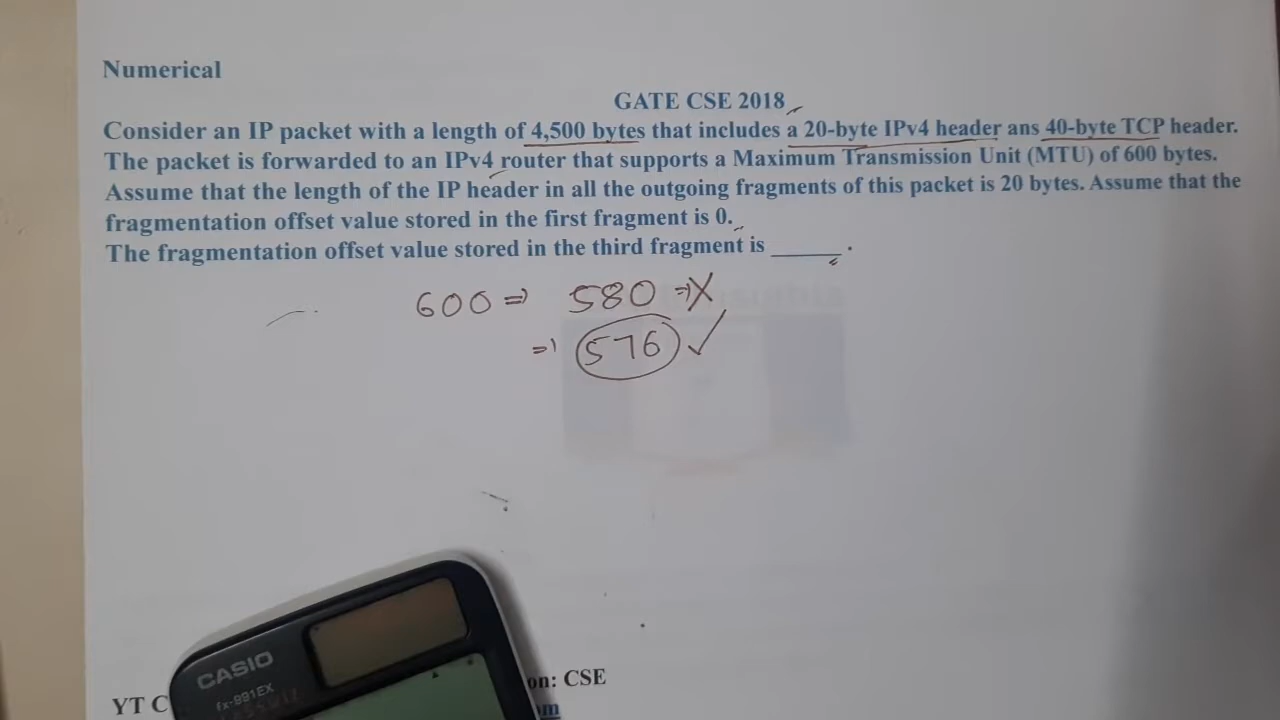 Numerical
GATE CSE 2018
Consider an IP packet with a length of 4,500 bytes that includes a 20-byte IPv4 header ans 40-byte TCP header.
The packet is forwarded to an IPv4 router that supports a Maximum Transmission Unit (MTU) of 600 bytes.
Assume that the length of the IP header in all the outgoing fragments of this packet is 20 bytes. Assume that the
fragmentation offset value stored in the first fragment is 0.
The fragmentation offset value stored in the third fragment is ______ .
600 ⇒ 580 ⇒ X
⇒ 576 ✓
CASIO
fx-991EX
on: CSE
YT C
om